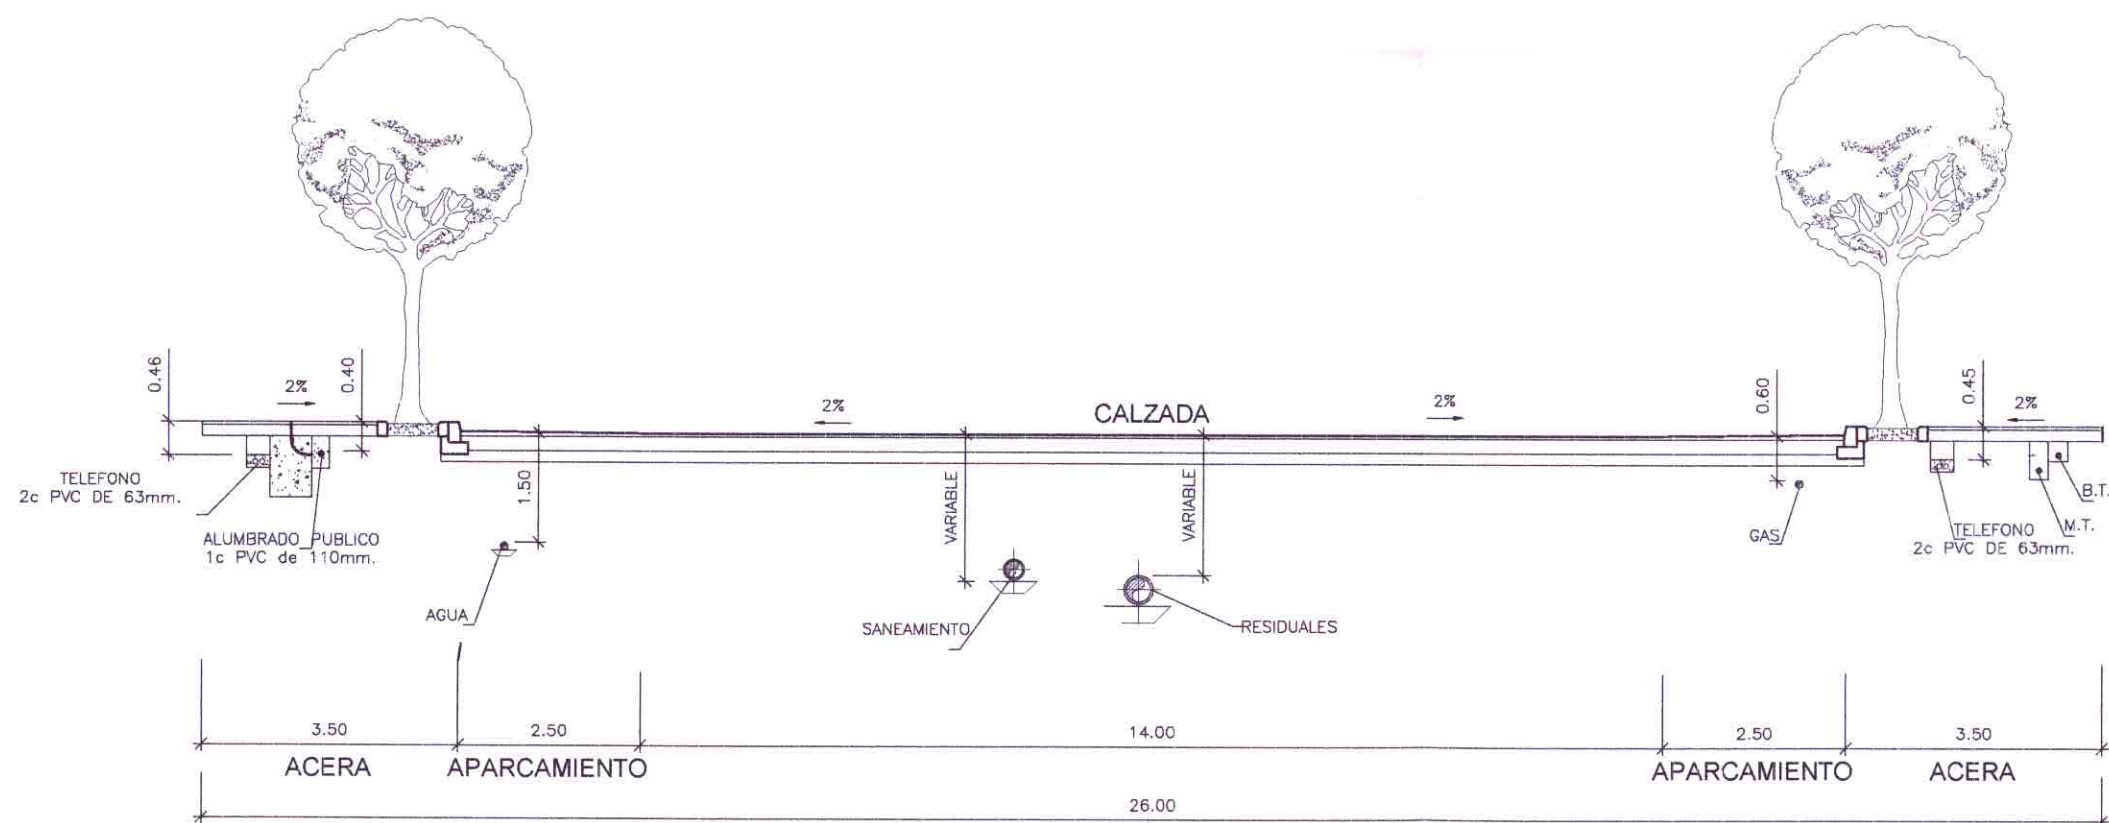 0.46
2%
0.40
2%
CALZADA
2%
0.60
0.45
2%
TELEFONO
2c PVC DE 63mm.
ALUMBRADO PUBLICO
1c PVC de 110mm.
1.50
VARIABLE
VARIABLE
AGUA
SANEAMIENTO
RESIDUALES
GAS
TELEFONO
2c PVC DE 63mm.
M.T.
B.T.
3.50
2.50
14.00
2.50
3.50
ACERA
APARCAMIENTO
APARCAMIENTO
ACERA
26.00